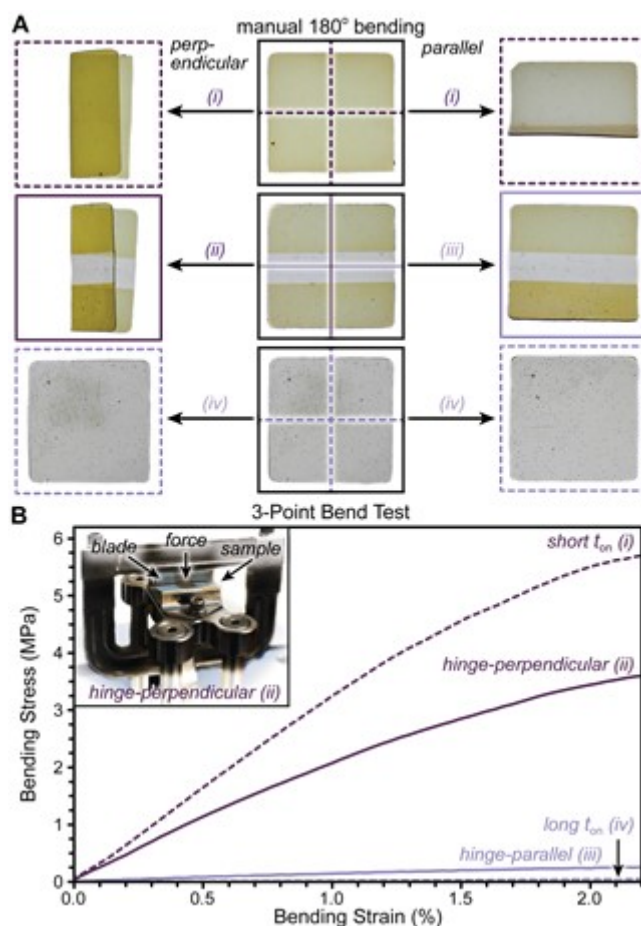 A
manual 180° bending
perp-
endicular
parallel
(i)
(i)
(ii)
(iii)
(iv)
(iv)
B
3-Point Bend Test
blade
force
sample
hinge-perpendicular (ii)
short ton (i)
hinge-perpendicular (ii)
long ton (iv)
hinge-parallel (iii)
Bending Stress (MPa)
6
5
4
3
2
1
0
0.0
0.5
1.0
1.5
2.0
Bending Strain (%)